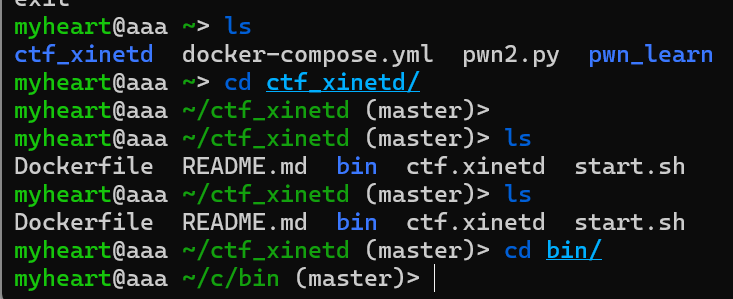 exit
myheart@aaa ~> ls
ctf_xinetd  docker-compose.yml  pwn2.py  pwn_learn
myheart@aaa ~> cd ctf_xinetd/
myheart@aaa ~/ctf_xinetd (master)>
myheart@aaa ~/ctf_xinetd (master)> ls
Dockerfile  README.md  bin  ctf.xinetd  start.sh
myheart@aaa ~/ctf_xinetd (master)> ls
Dockerfile  README.md  bin  ctf.xinetd  start.sh
myheart@aaa ~/ctf_xinetd (master)> cd bin/
myheart@aaa ~/c/bin (master)>